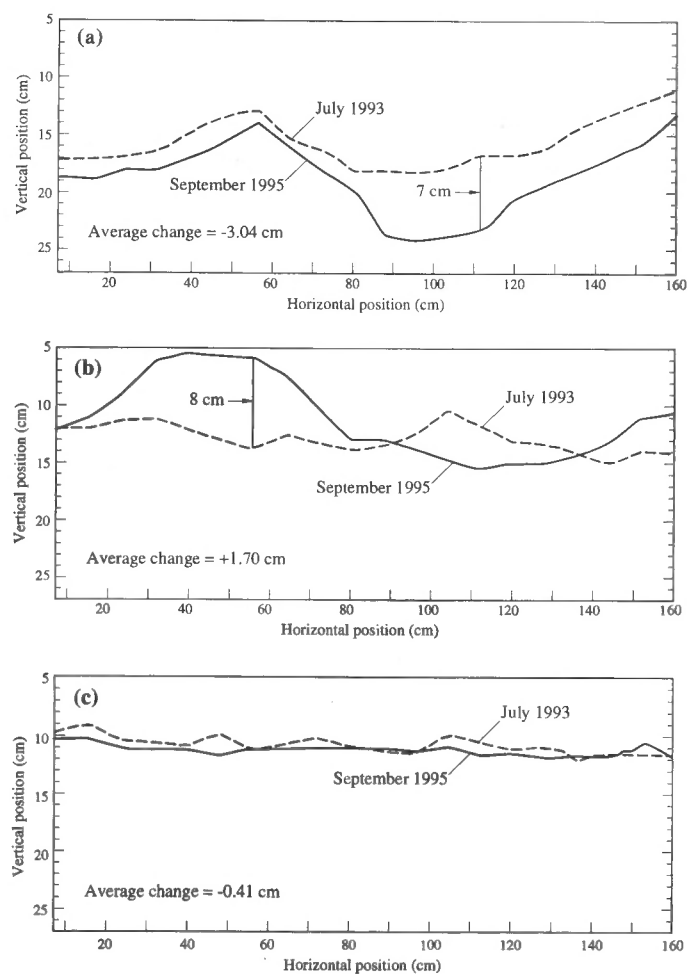 (a)
5
10
15
20
25
Vertical position (cm)
July 1993
September 1995
7 cm
Average change = -3.04 cm
20 40 60 80 100 120 140 160
Horizontal position (cm)
(b)
5
10
15
20
25
Vertical position (cm)
8 cm
July 1993
September 1995
Average change = +1.70 cm
20 40 60 80 100 120 140 160
Horizontal position (cm)
(c)
5
10
15
20
25
Vertical position (cm)
July 1993
September 1995
Average change = -0.41 cm
20 40 60 80 100 120 140 160
Horizontal position (cm)